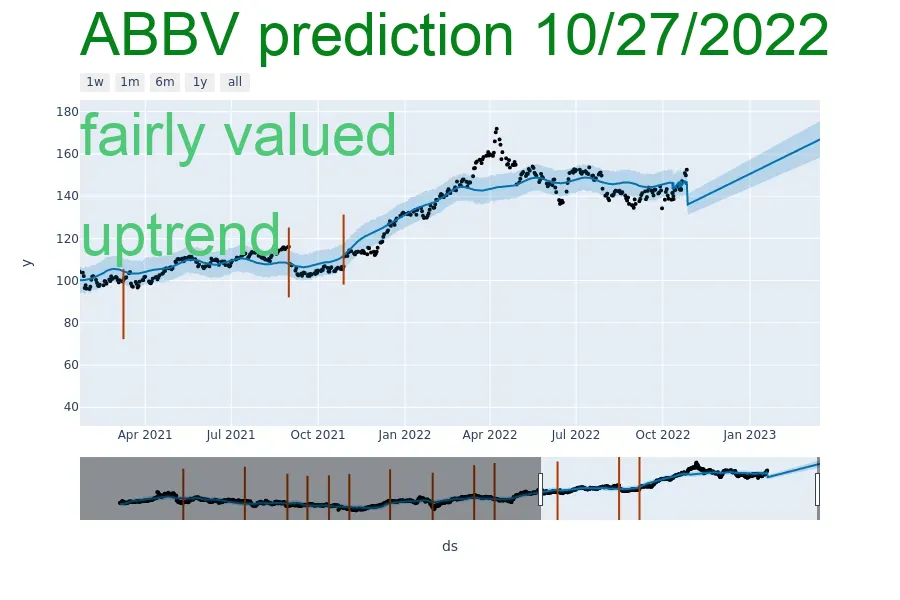 ABBV prediction 10/27/2022
1w 1m 6m 1y all
180
fairly valued
160
140
120
uptrend
y
100
80
60
40
Apr 2021 Jul 2021 Oct 2021 Jan 2022 Apr 2022 Jul 2022 Oct 2022 Jan 2023
ds